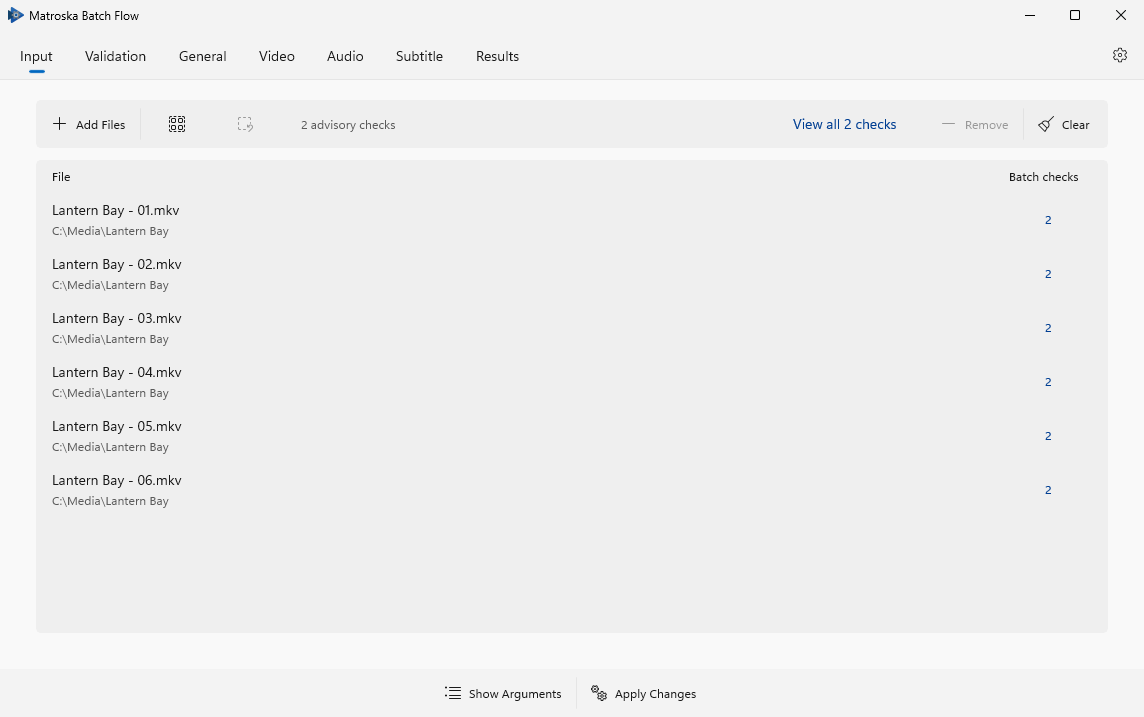 Matroska Batch Flow
Input Validation General Video Audio Subtitle Results
Add Files 2 advisory checks View all 2 checks Remove Clear
File Batch checks
Lantern Bay - 01.mkv
C:\Media\Lantern Bay
2
Lantern Bay - 02.mkv
C:\Media\Lantern Bay
2
Lantern Bay - 03.mkv
C:\Media\Lantern Bay
2
Lantern Bay - 04.mkv
C:\Media\Lantern Bay
2
Lantern Bay - 05.mkv
C:\Media\Lantern Bay
2
Lantern Bay - 06.mkv
C:\Media\Lantern Bay
2
Show Arguments Apply Changes